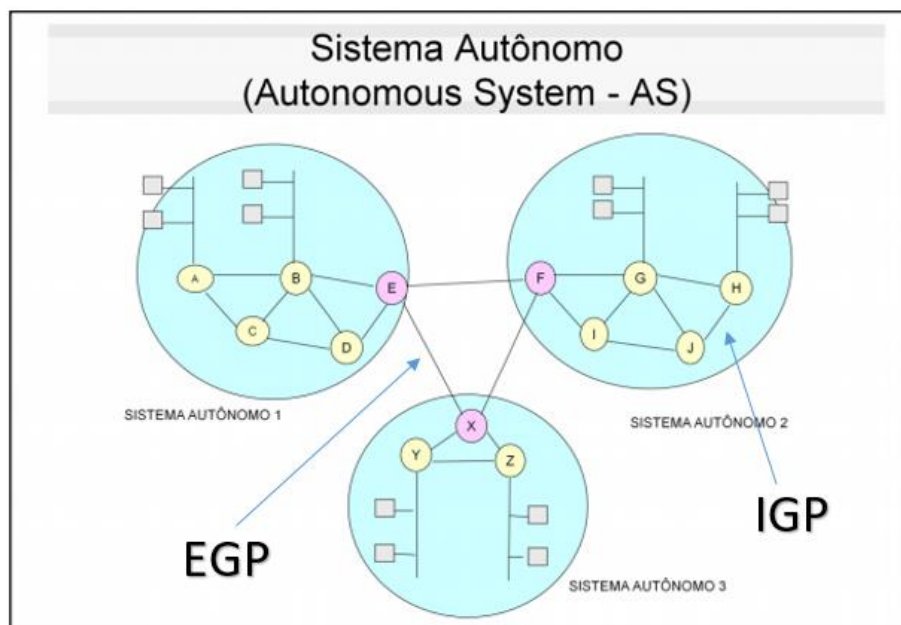 Sistema Autônomo
(Autonomous System - AS)
A
B
E
C
D
F
G
H
I
J
SISTEMA AUTÔNOMO 1
SISTEMA AUTÔNOMO 2
X
Y
Z
EGP
IGP
SISTEMA AUTÔNOMO 3